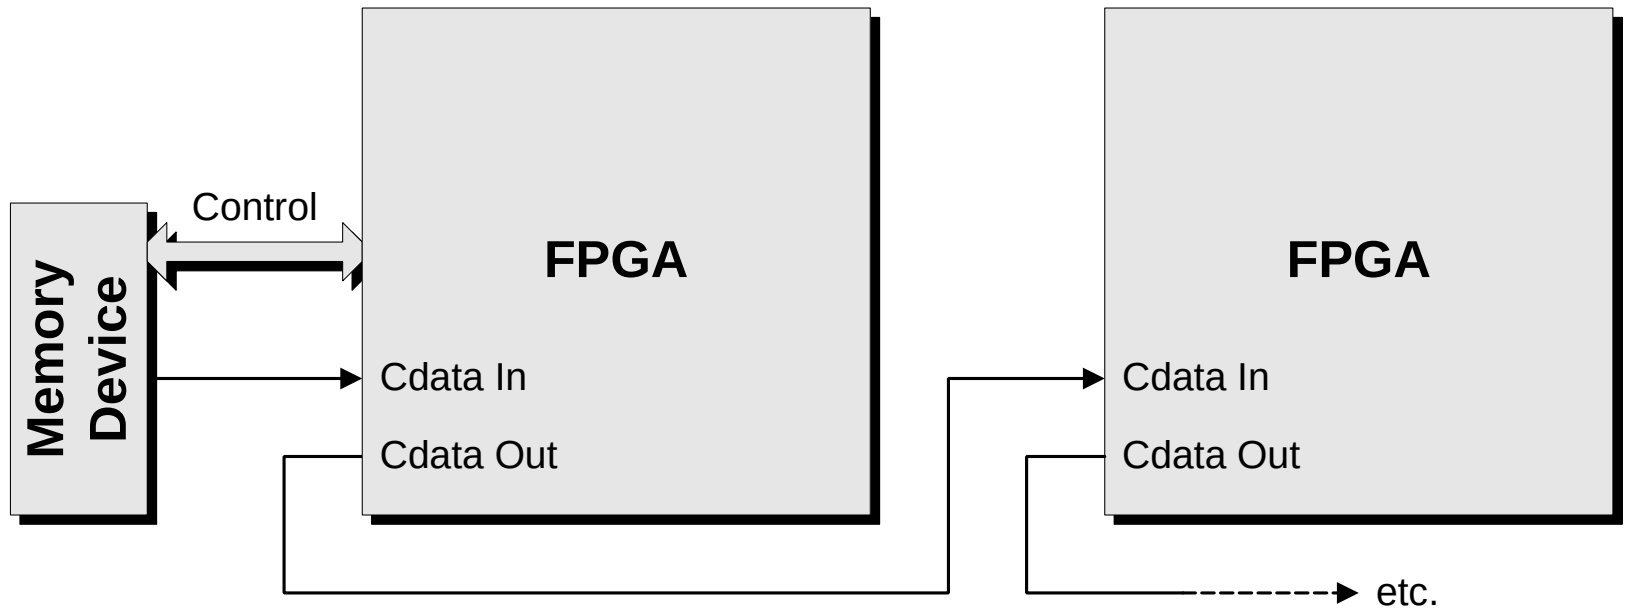 Control
Memory
Device
FPGA
Cdata In
Cdata Out
FPGA
Cdata In
Cdata Out
etc.